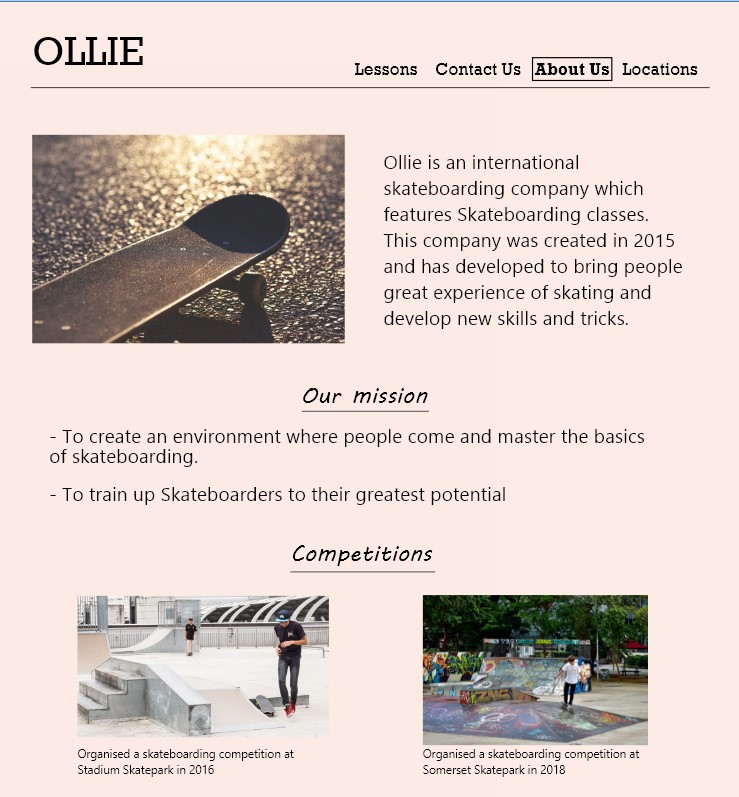 OLLIE
Lessons Contact Us About Us Locations
Ollie is an international
skateboarding company which
features Skateboarding classes.
This company was created in 2015
and has developed to bring people
great experience of skating and
develop new skills and tricks.
Our mission
- To create an environment where people come and master the basics
of skateboarding.
- To train up Skateboarders to their greatest potential
Competitions
Organised a skateboarding competition at
Stadium Skatepark in 2016
Organised a skateboarding competition at
Somerset Skatepark in 2018